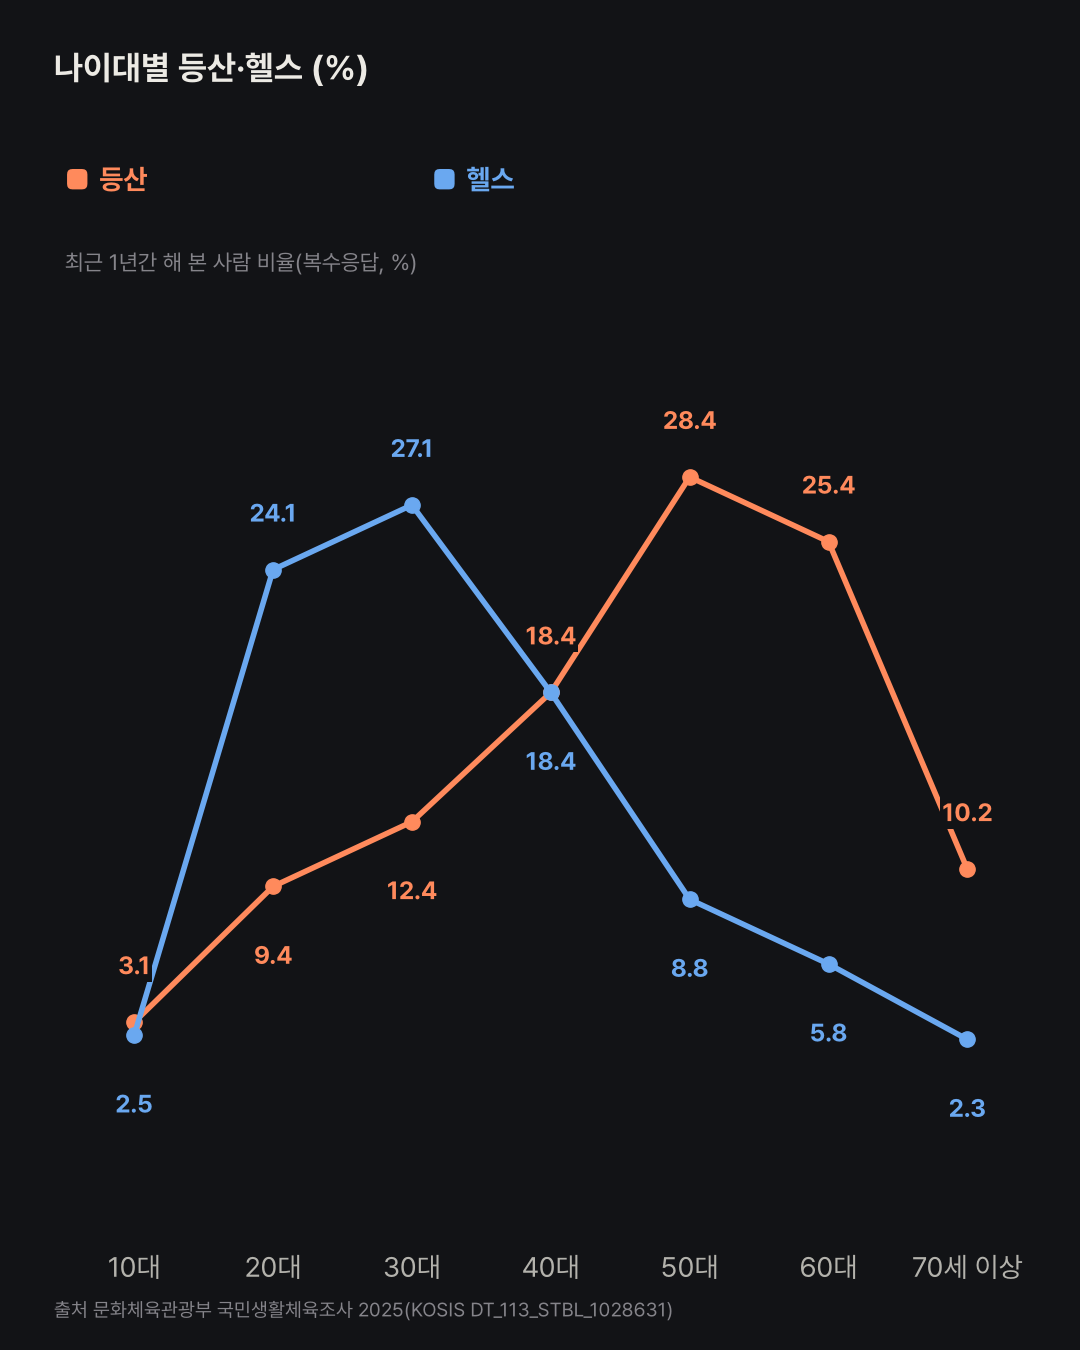 나이대별 등산·헬스 (%)
등산
헬스
최근 1년간 해 본 사람 비율(복수응답, %)
28.4
27.1
25.4
24.1
18.4
18.4
10.2
12.4
9.4
3.1
8.8
5.8
2.5
2.3
10대 20대 30대 40대 50대 60대 70세 이상
출처 문화체육관광부 국민생활체육조사 2025(KOSIS DT_113_STBL_1028631)